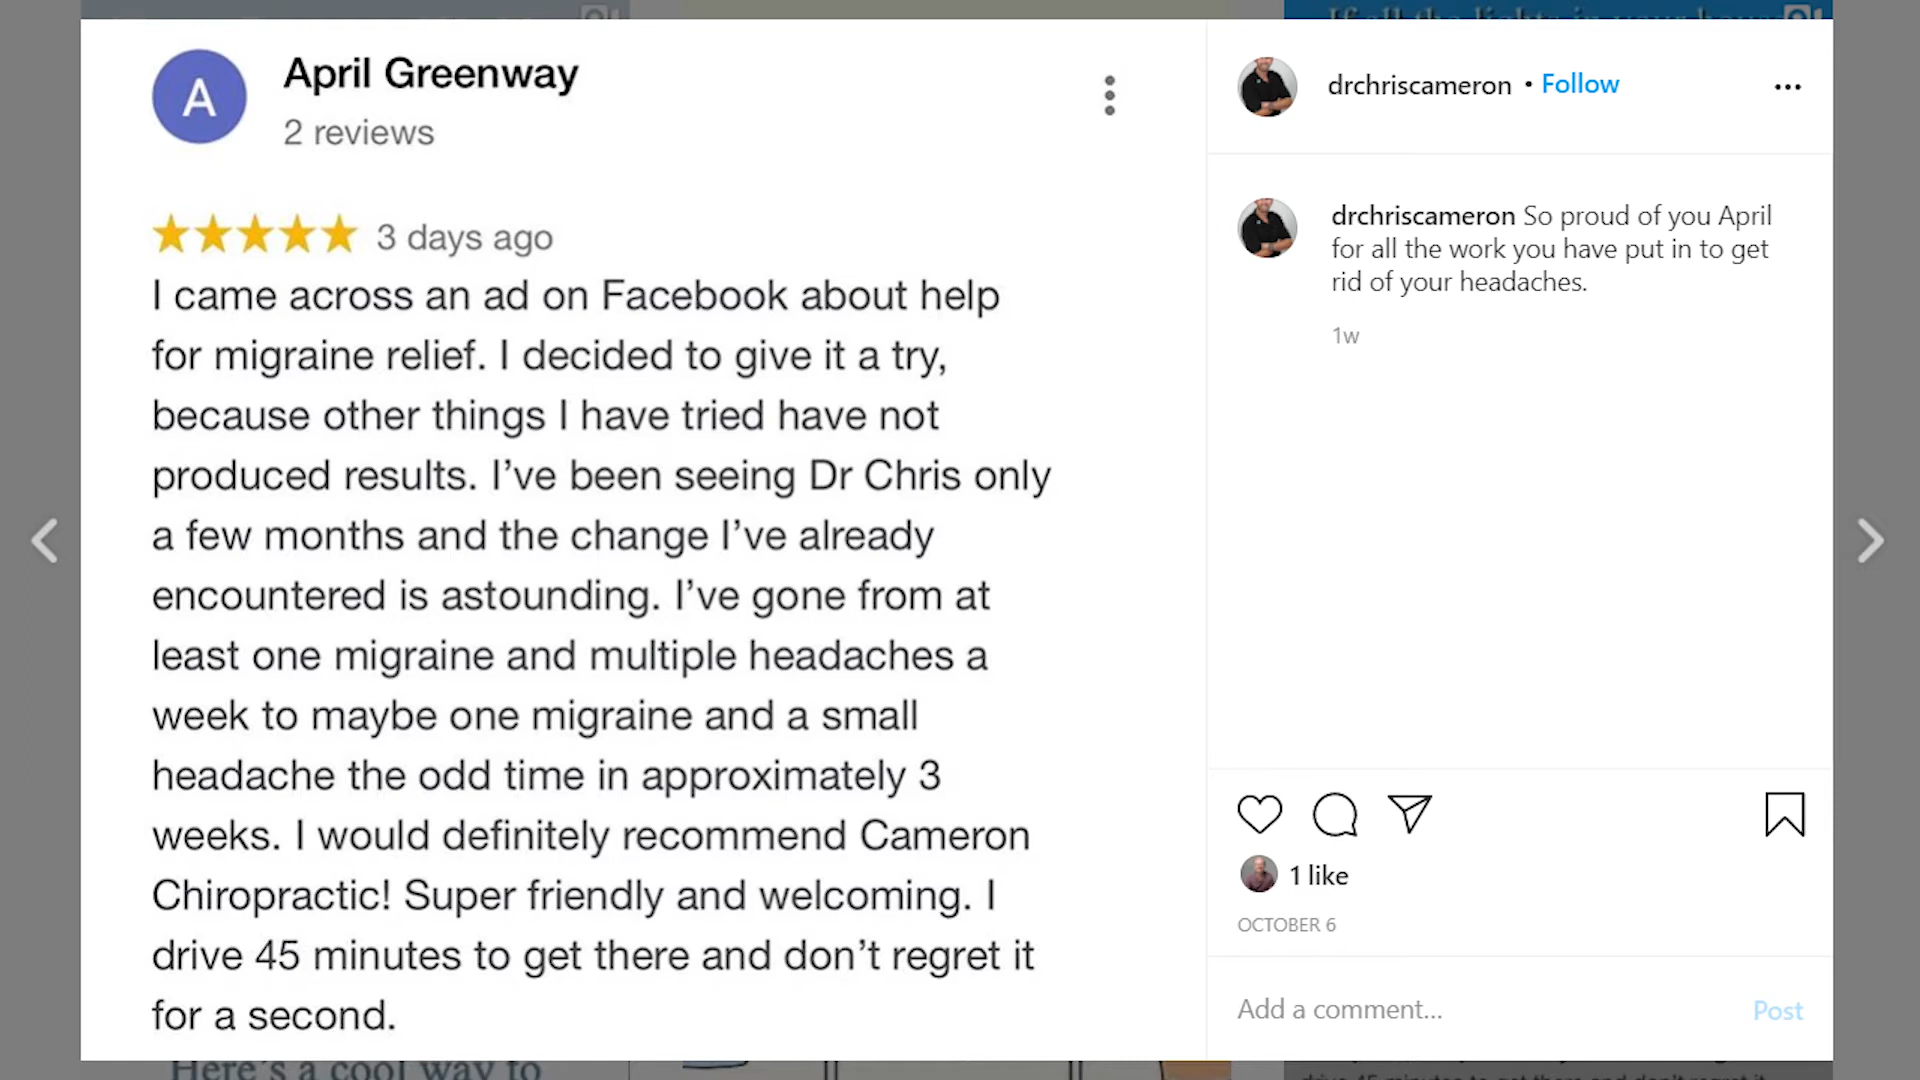 A
April Greenway
2 reviews
3 days ago
I came across an ad on Facebook about help
for migraine relief. I decided to give it a try,
because other things I have tried have not
produced results. I’ve been seeing Dr Chris only
a few months and the change I’ve already
encountered is astounding. I’ve gone from at
least one migraine and multiple headaches a
week to maybe one migraine and a small
headache the odd time in approximately 3
weeks. I would definitely recommend Cameron
Chiropractic! Super friendly and welcoming. I
drive 45 minutes to get there and don’t regret it
for a second.
drchriscameron • Follow
drchriscameron So proud of you April
for all the work you have put in to get
rid of your headaches.
1w
1 like
OCTOBER 6
Add a comment...
Post
Here's a cool way to